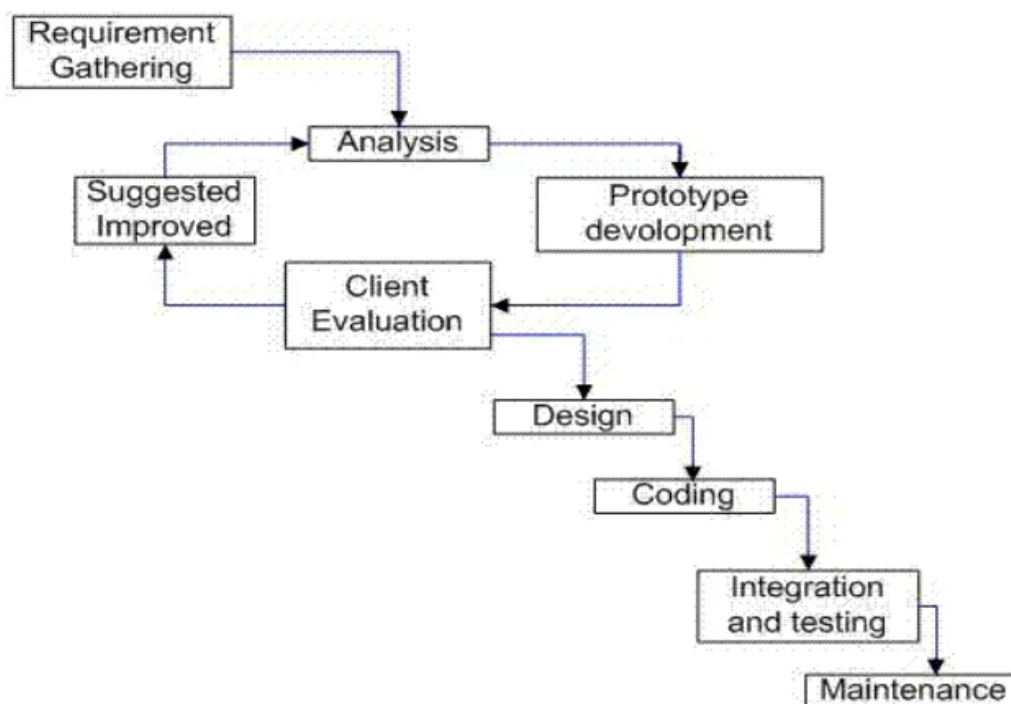 Requirement
Gathering
Analysis
Suggested
Improved
Prototype
devolopment
Client
Evaluation
Design
Coding
Integration
and testing
Maintenance